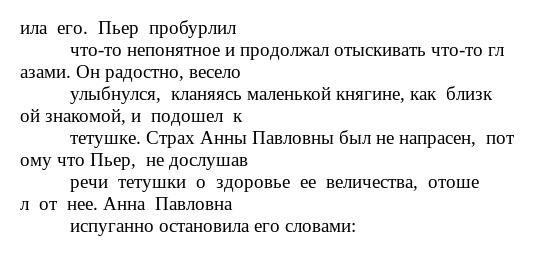 ила его. Пьер пробурлил
что-то непонятное и продолжал отыскивать что-то гл
азами. Он радостно, весело
улыбнулся, кланяясь маленькой княгине, как близк
ой знакомой, и подошел к
тетушке. Страх Анны Павловны был не напрасен, пот
ому что Пьер, не дослушав
речи тетушки о здоровье ее величества, отоше
л от нее. Анна Павловна
испуганно остановила его словами: